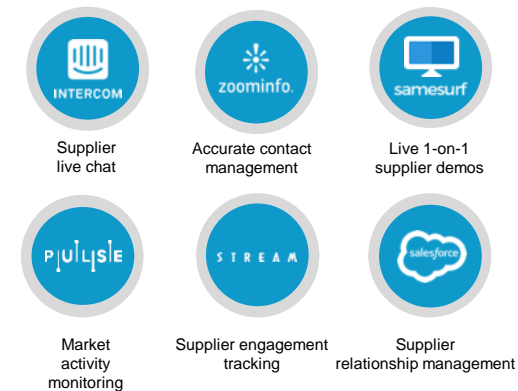 INTERCOM
zoominfo.
samesurf
Supplier
live chat
Accurate contact
management
Live 1-on-1
supplier demos
PULSE
STREAM
salesforce
Market
activity
monitoring
Supplier engagement
tracking
Supplier
relationship management